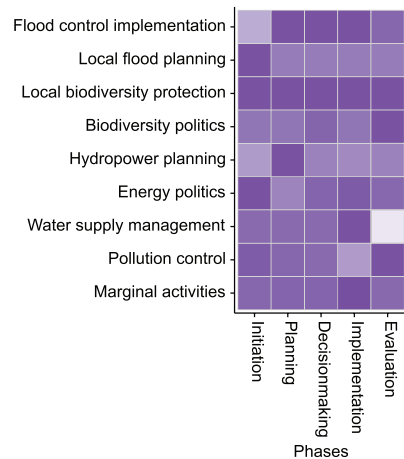 Flood control implementation
Local flood planning
Local biodiversity protection
Biodiversity politics
Hydropower planning
Energy politics
Water supply management
Pollution control
Marginal activities
Initiation
Planning
Decisionmaking
Implementation
Evaluation
Phases